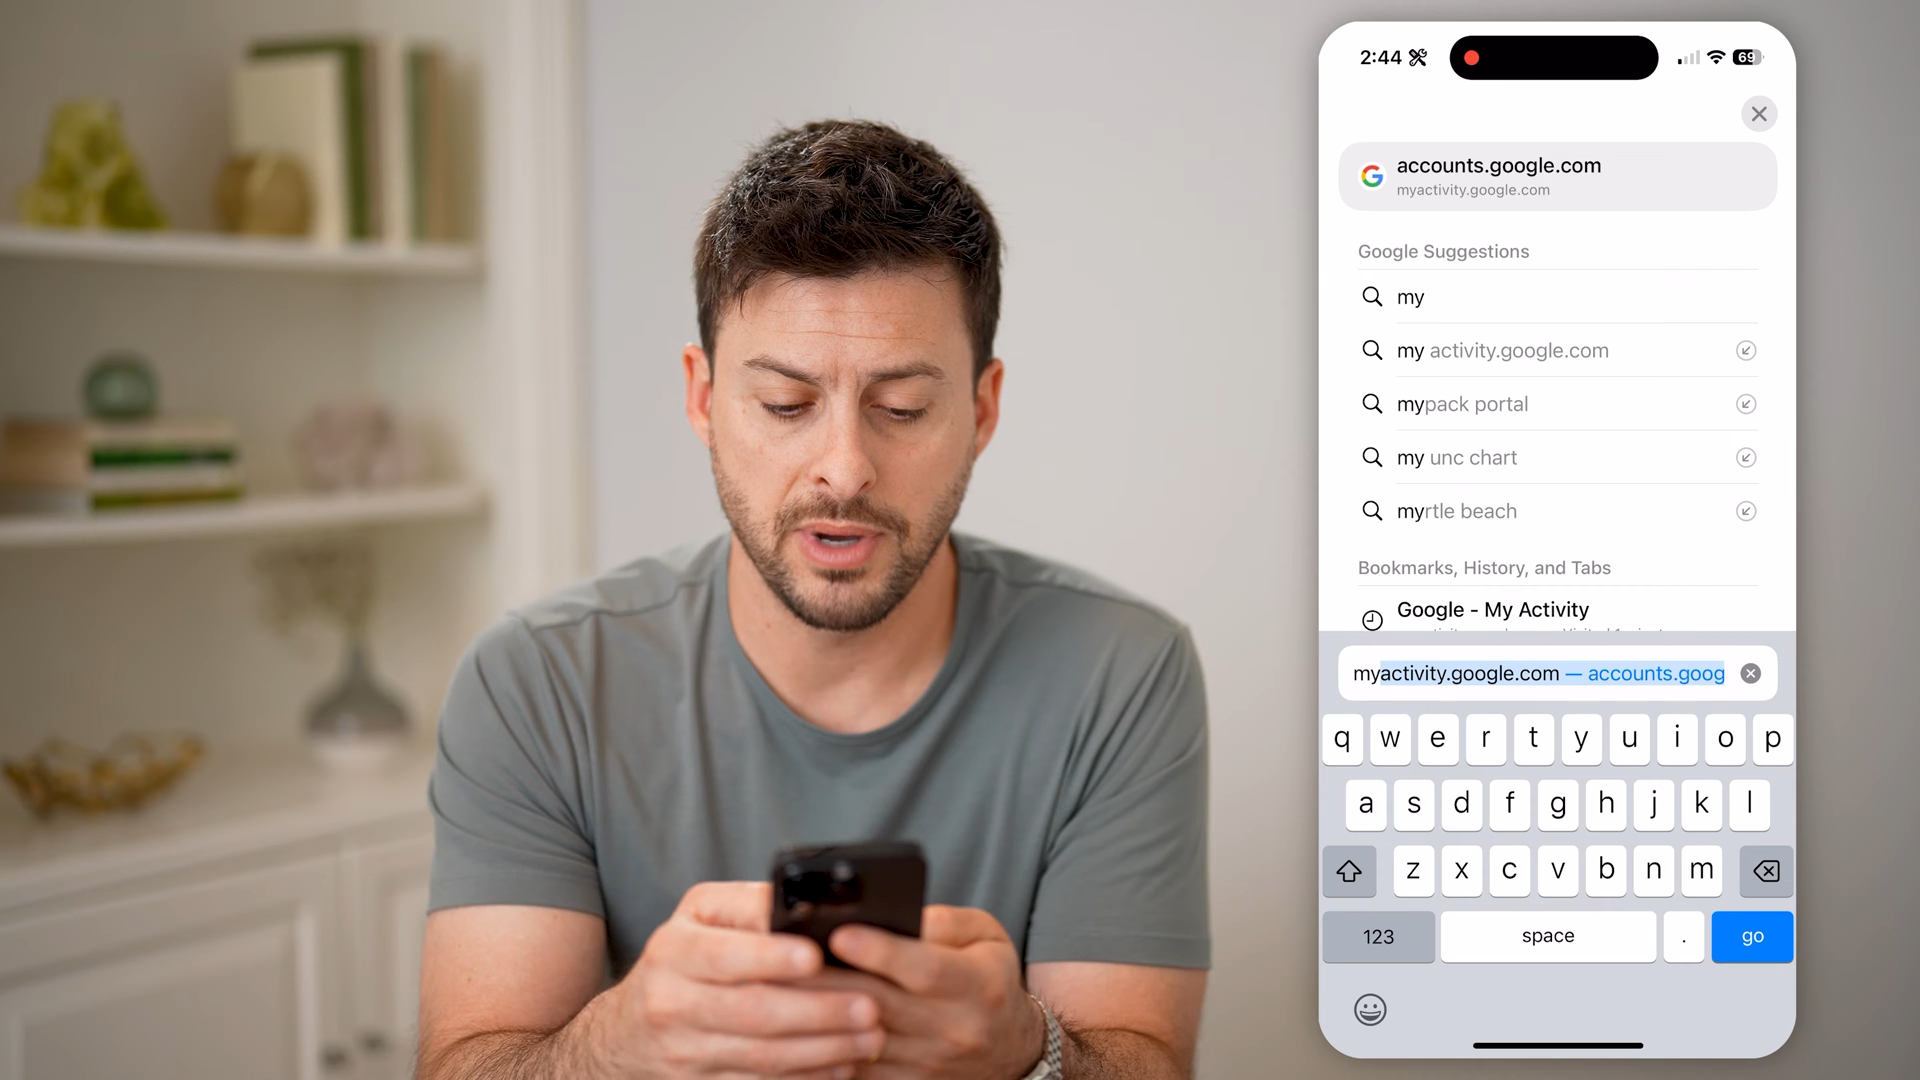 2:44
69
accounts.google.com
myactivity.google.com
Google Suggestions
my
my activity.google.com
mypack portal
my unc chart
myrtle beach
Bookmarks, History, and Tabs
Google - My Activity
myactivity.google.com — accounts.goog
q w e r t y u i o p
a s d f g h j k l
z x c v b n m
123 space . go